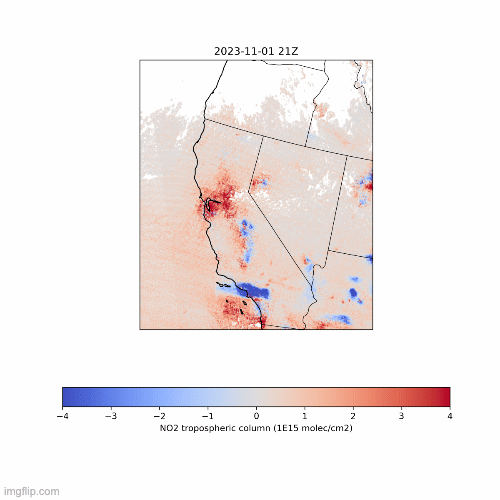 2023-11-01 21Z
−4 −3 −2 −1 0 1 2 3 4
NO2 tropospheric column (1E15 molec/cm2)
imgflip.com